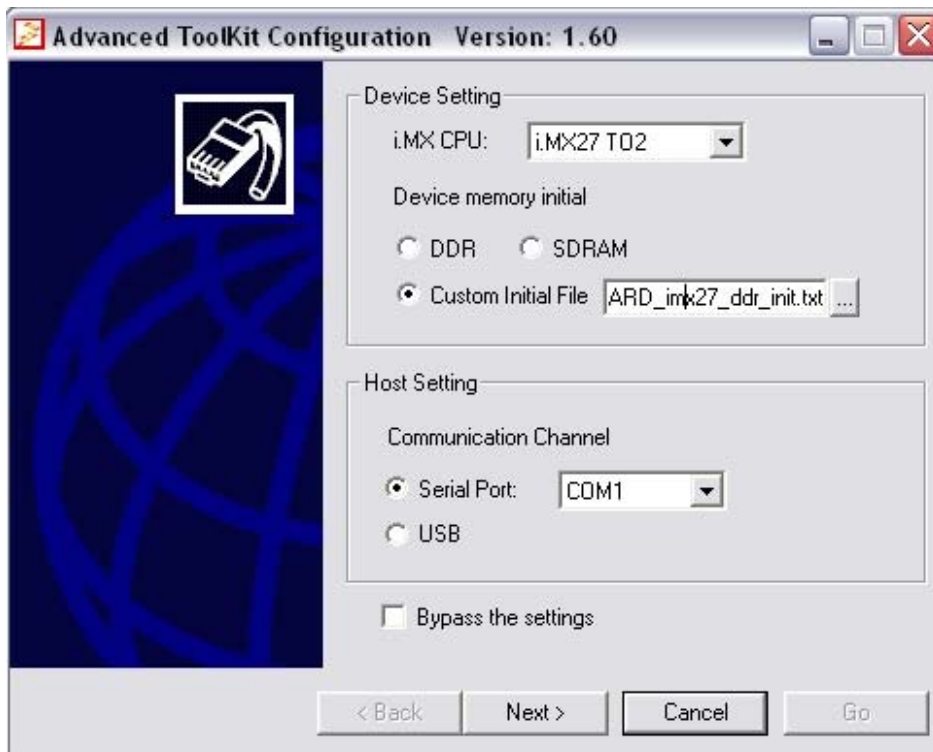 Advanced ToolKit Configuration Version: 1.60
Device Setting
i.MX CPU: i.MX27 TO2
Device memory initial
DDR SDRAM
Custom Initial File ARD_imx27_ddr_init.txt ...
Host Setting
Communication Channel
Serial Port: COM1
USB
Bypass the settings
< Back Next > Cancel Go